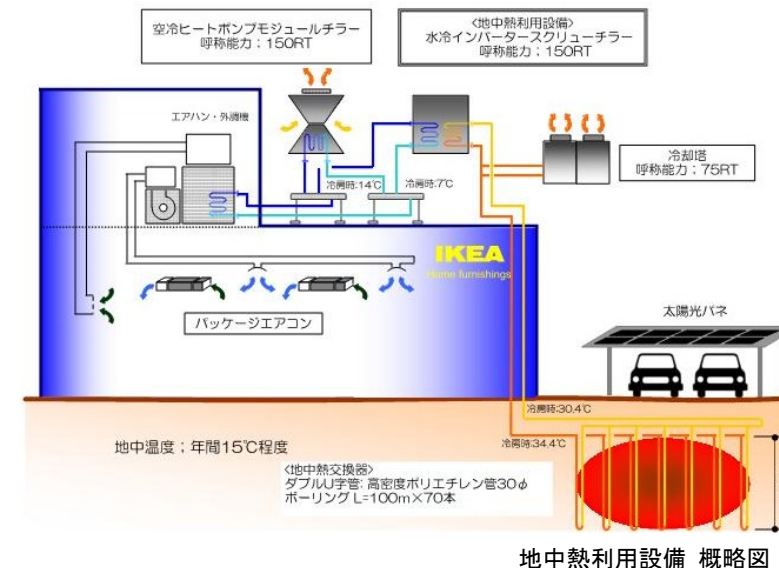 空冷ヒートポンプモジュールチラー
呼称能力；150RT
<地中熱利用設備>
水冷インバータースクリューチラー
呼称能力；150RT
エアハン・外調機
冷却塔
呼称能力；75RT
冷房時:14℃
冷房時:7℃
IKEA
Home furnishings
パッケージエアコン
太陽光パネ
冷房時:30.4℃
冷房時:34.4℃
地中温度；年間15℃程度
<地中熱交換器>
ダブルU字管: 高密度ポリエチレン管30φ
ボーリング L=100m×70本
地中熱利用設備 概略図